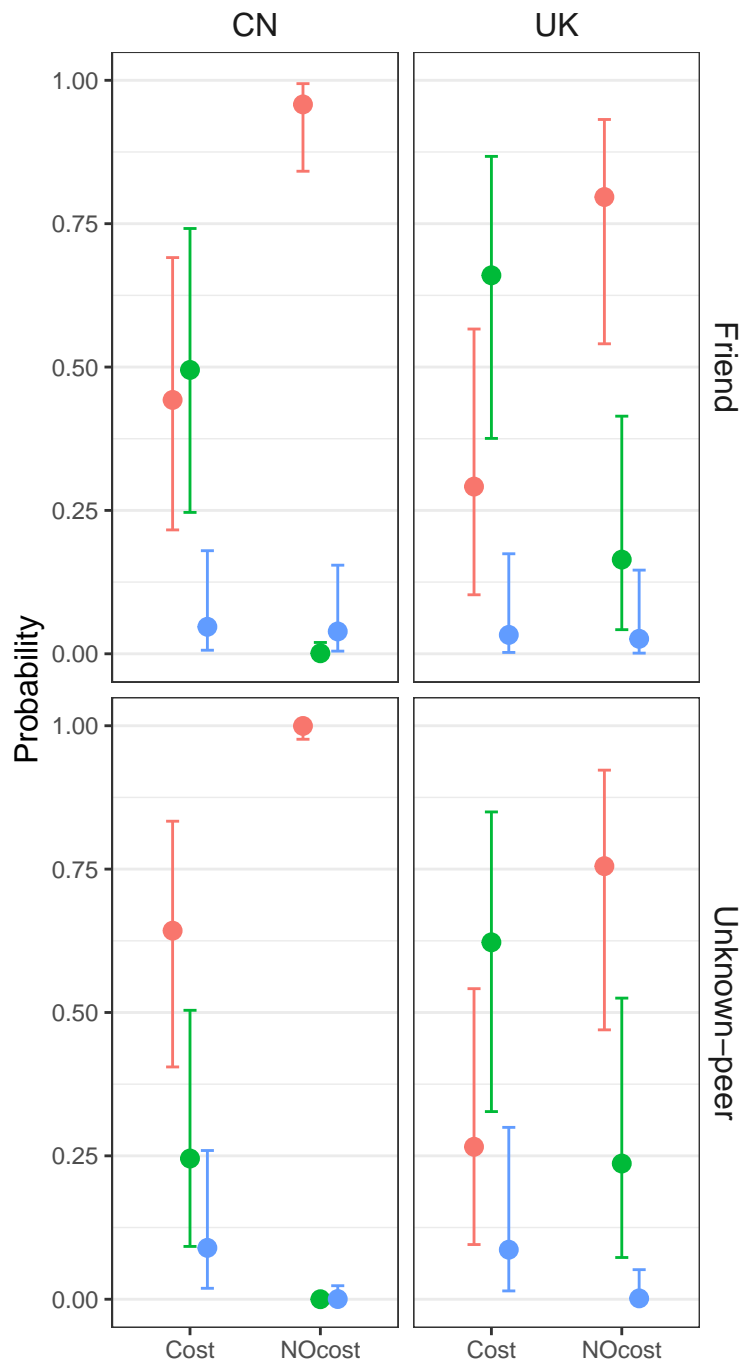 CN
UK
1.00
0.75
0.50
0.25
0.00
Friend
Probability
1.00
0.75
0.50
0.25
0.00
Unknown−peer
Cost
NOcost
Cost
NOcost